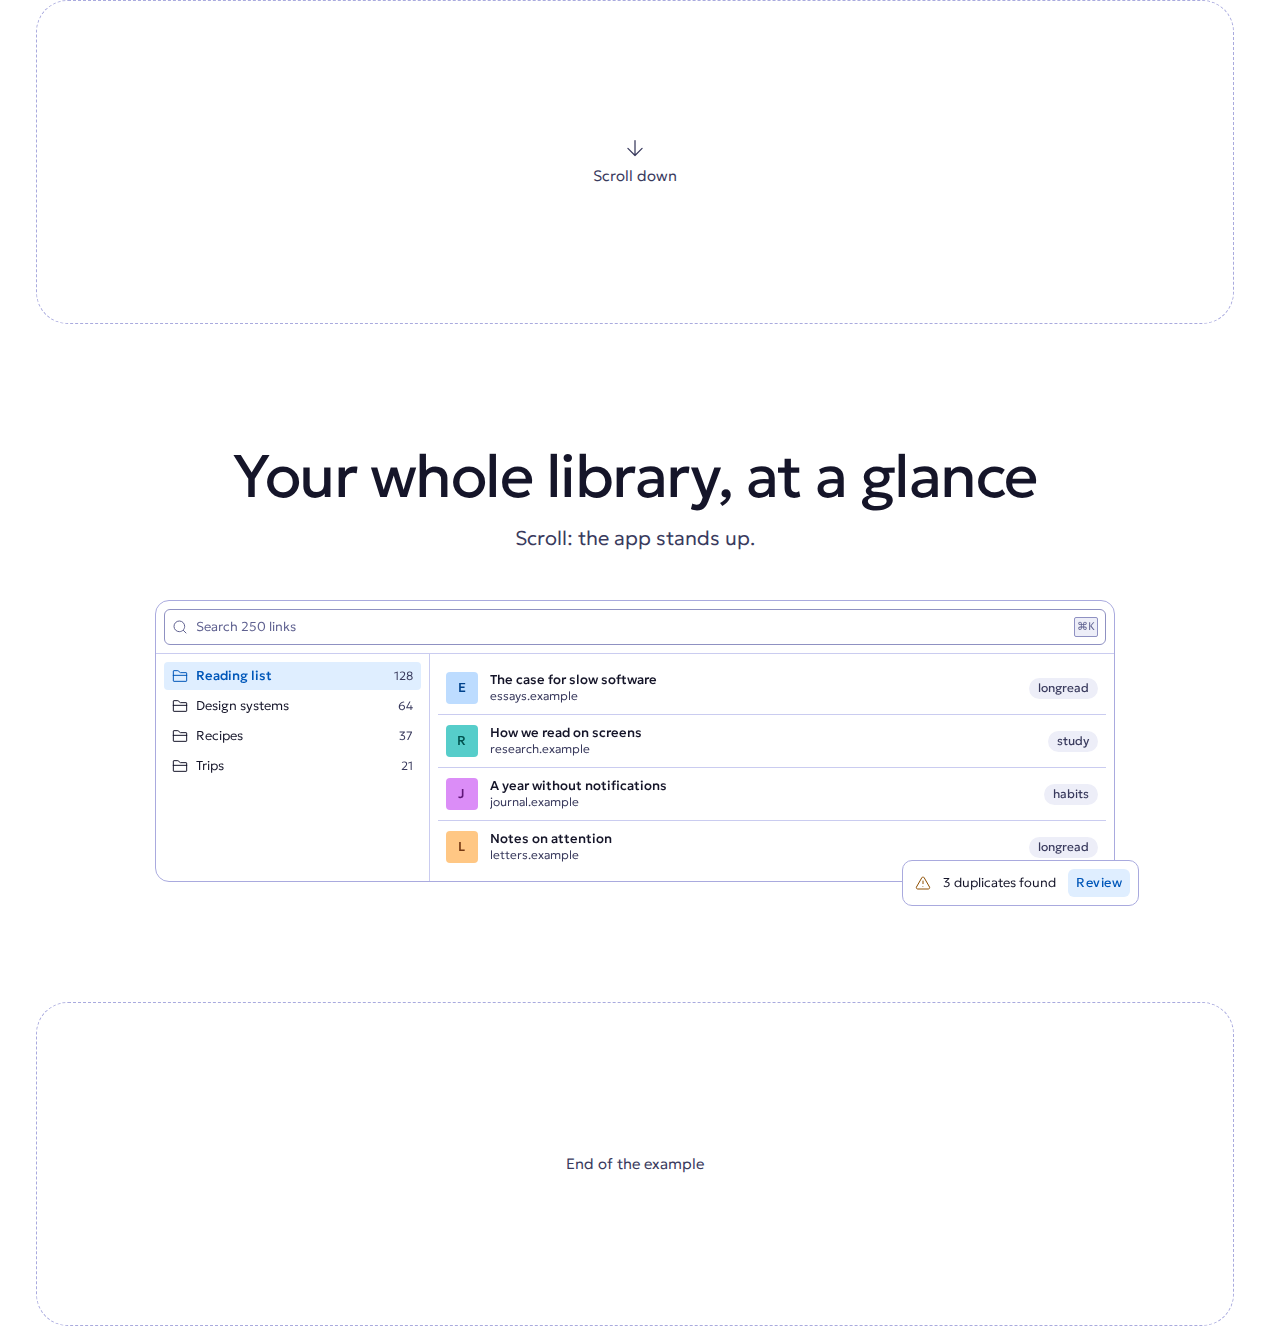 Scroll down
Your whole library, at a glance
Scroll: the app stands up.
Search 250 links
⌘K
Reading list 128
Design systems 64
Recipes 37
Trips 21
E
The case for slow software
essays.example
longread
R
How we read on screens
research.example
study
J
A year without notifications
journal.example
habits
L
Notes on attention
letters.example
longread
3 duplicates found Review
End of the example